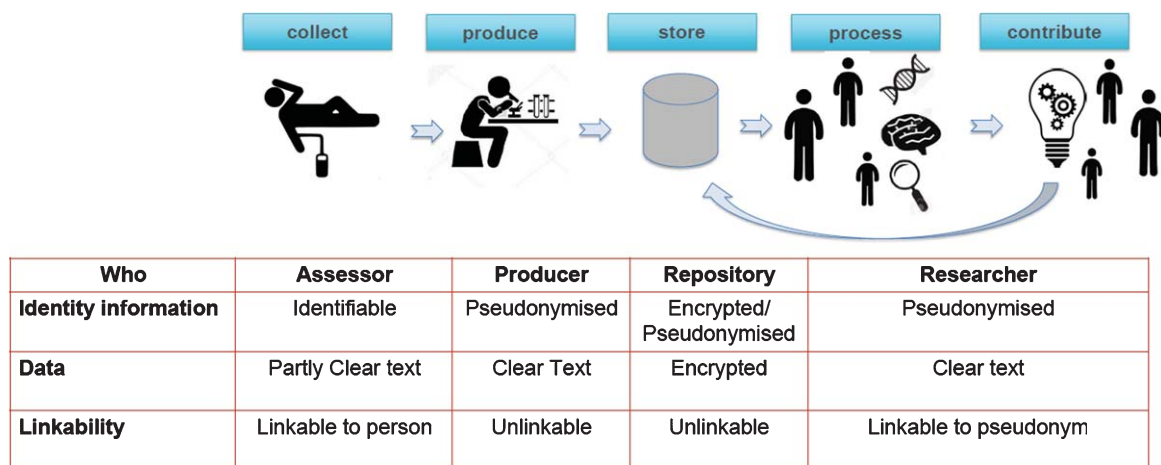 collect
produce
store
process
contribute
Who Assessor Producer Repository Researcher
Identity information Identifiable Pseudonymised Encrypted/ Pseudonymised
Pseudonymised
Data Partly Clear text Clear Text Encrypted Clear text
Linkability Linkable to person Unlinkable Unlinkable Linkable to pseudonym